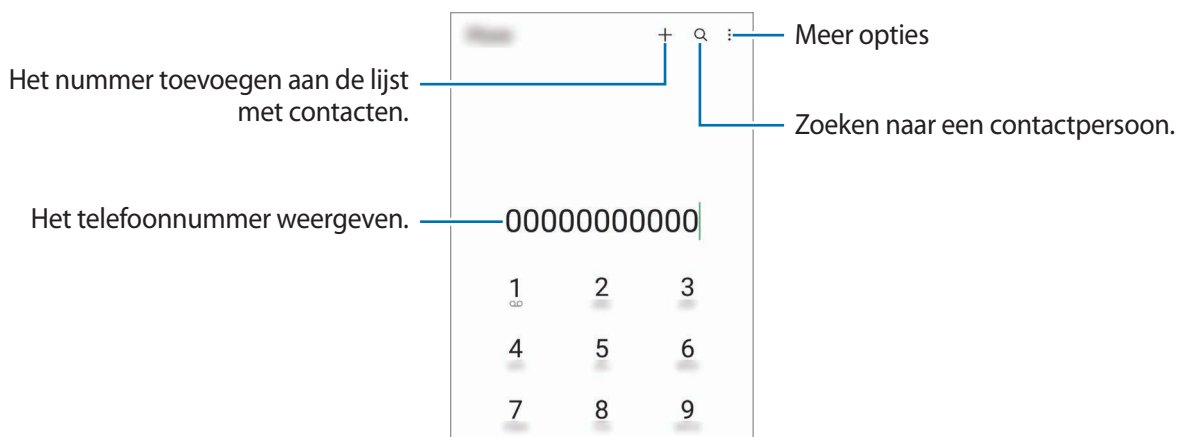 Meer opties
Het nummer toevoegen aan de lijst
met contacten.
Zoeken naar een contactpersoon.
Het telefoonnummer weergeven.
00000000000
1 2 3
4 5 6
7 8 9